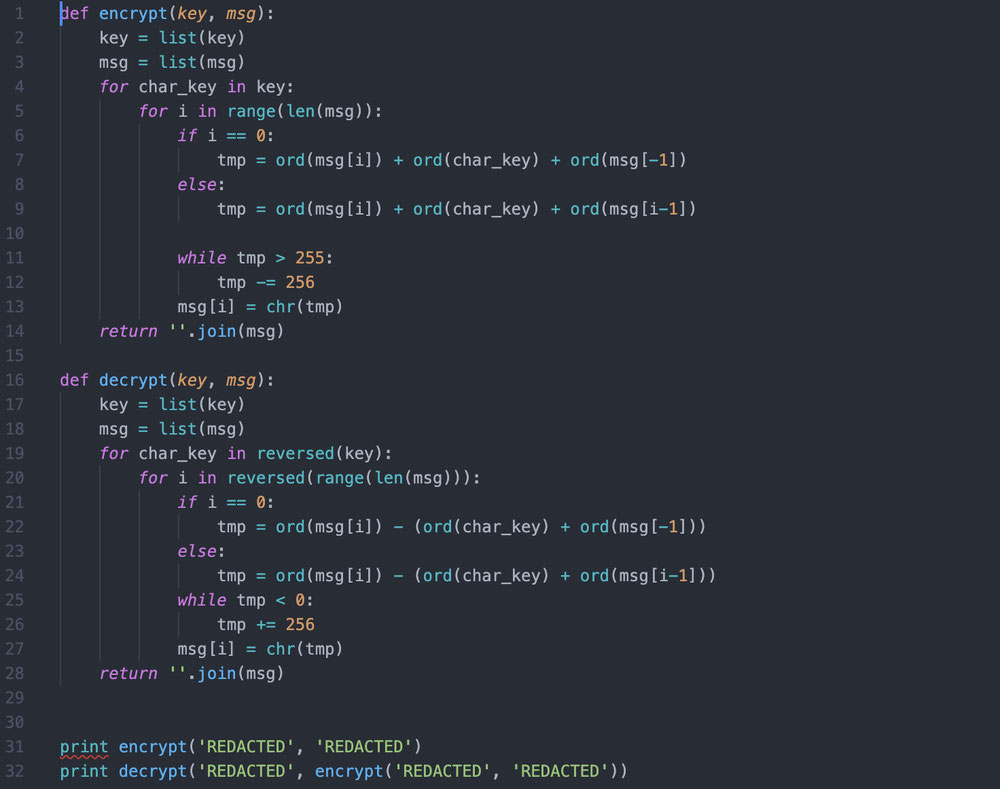 1 def encrypt(key, msg):
2     key = list(key)
3     msg = list(msg)
4     for char_key in key:
5         for i in range(len(msg)):
6             if i == 0:
7                 tmp = ord(msg[i]) + ord(char_key) + ord(msg[-1])
8             else:
9                 tmp = ord(msg[i]) + ord(char_key) + ord(msg[i-1])
10
11             while tmp > 255:
12                 tmp -= 256
13             msg[i] = chr(tmp)
14     return ''.join(msg)
15
16 def decrypt(key, msg):
17     key = list(key)
18     msg = list(msg)
19     for char_key in reversed(key):
20         for i in reversed(range(len(msg))):
21             if i == 0:
22                 tmp = ord(msg[i]) - (ord(char_key) + ord(msg[-1]))
23             else:
24                 tmp = ord(msg[i]) - (ord(char_key) + ord(msg[i-1]))
25             while tmp < 0:
26                 tmp += 256
27             msg[i] = chr(tmp)
28     return ''.join(msg)
29
30
31 print encrypt('REDACTED', 'REDACTED')
32 print decrypt('REDACTED', encrypt('REDACTED', 'REDACTED'))